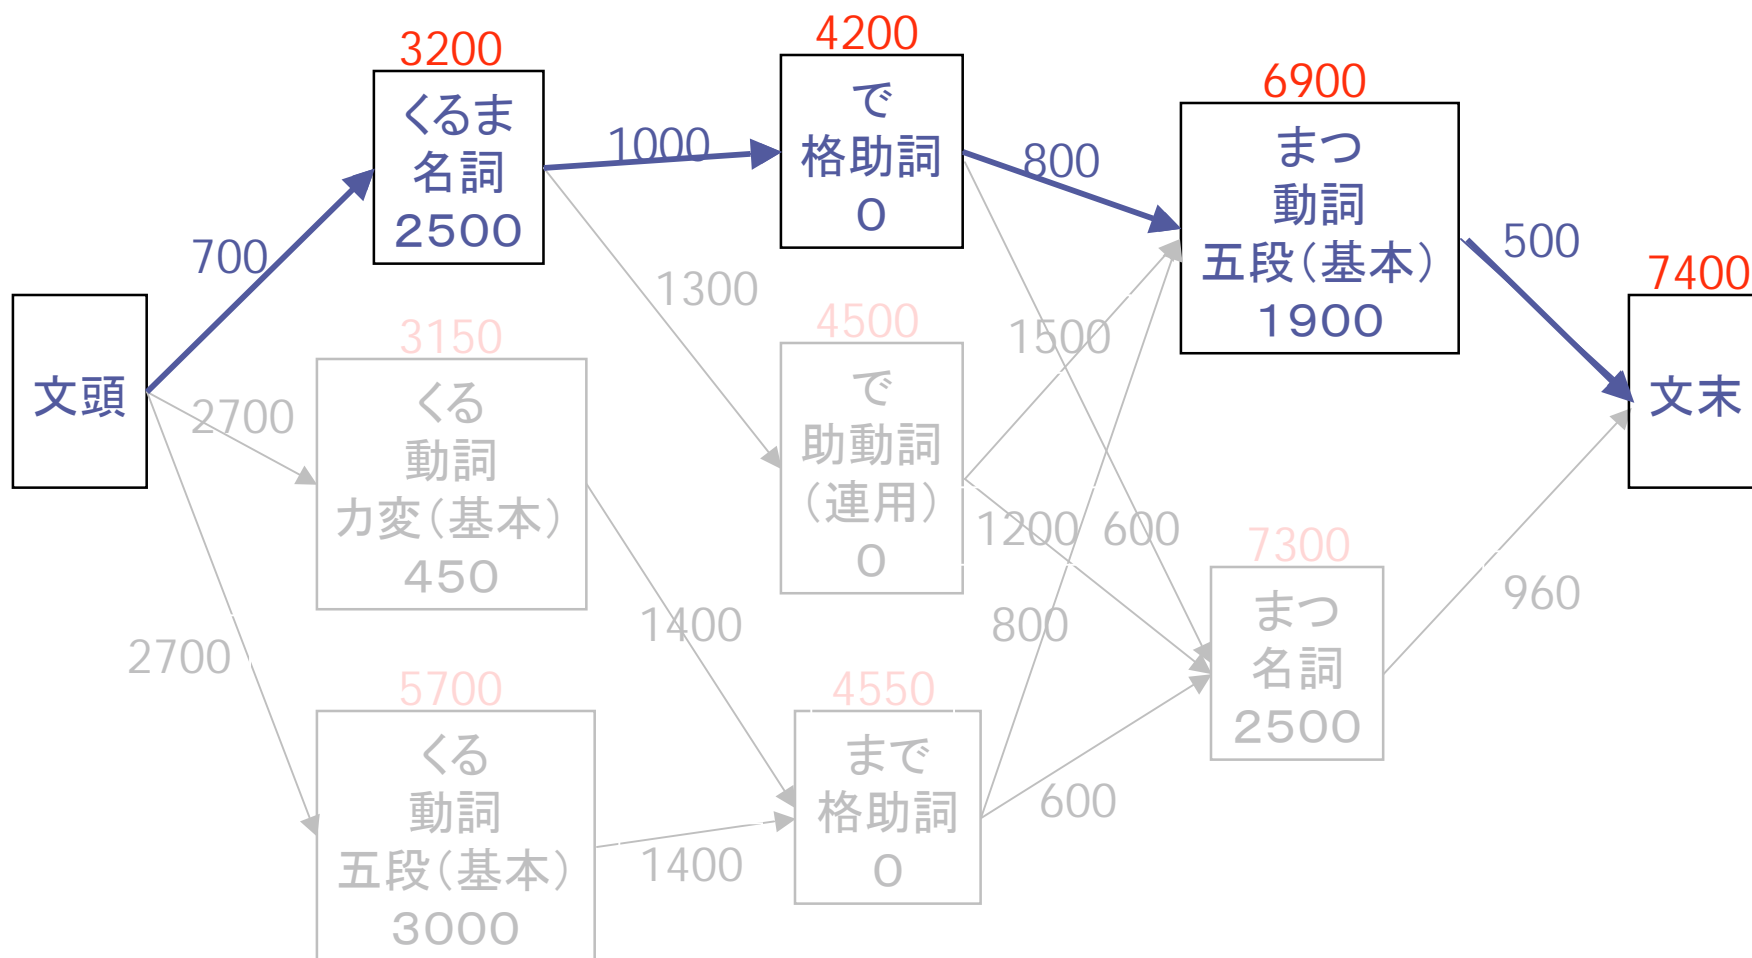 文頭
700
2700
2700
3200
くるま
名詞
2500
3150
くる
動詞
カ変(基本)
450
5700
くる
動詞
五段(基本)
3000
1000
1300
1400
1400
4200
で
格助詞
0
4500
で
助動詞
(連用)
0
4550
まで
格助詞
0
800
1500
1200
600
800
600
6900
まつ
動詞
五段(基本)
1900
7300
まつ
名詞
2500
500
960
7400
文末